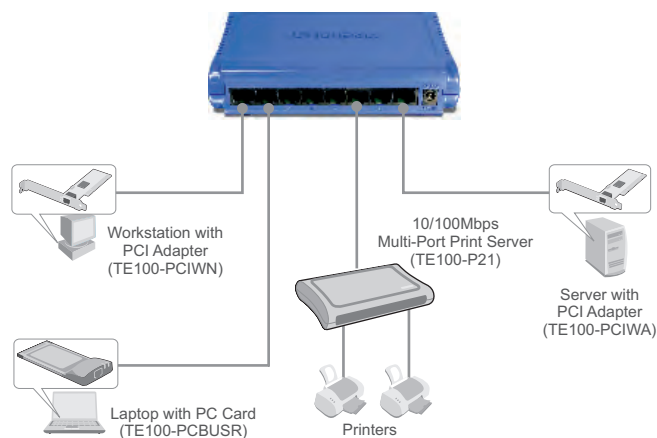 Workstation with
PCI Adapter
(TE100-PCIWN)
10/100Mbps
Multi-Port Print Server
(TE100-P21)
Server with
PCI Adapter
(TE100-PCIWA)
Laptop with PC Card
(TE100-PCBUSR)
Printers